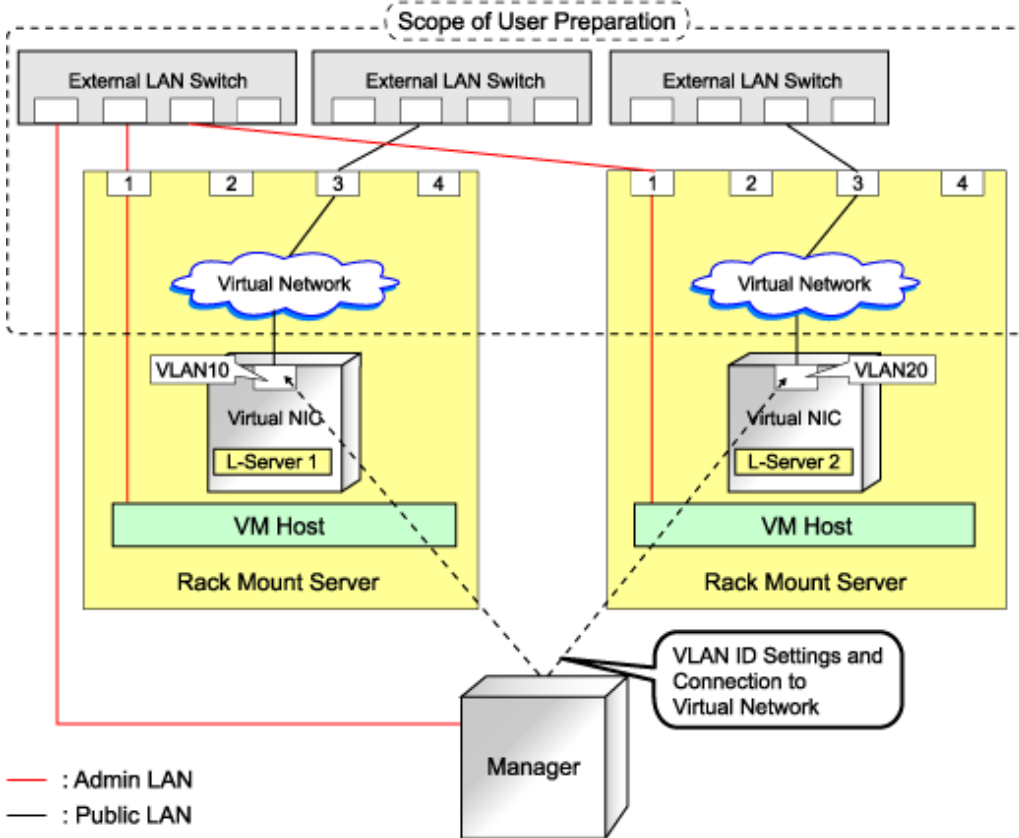 Scope of User Preparation
External LAN Switch
External LAN Switch
External LAN Switch
1
2
3
4
1
2
3
4
Virtual Network
Virtual Network
VLAN10
VLAN20
Virtual NIC
Virtual NIC
L-Server 1
L-Server 2
VM Host
VM Host
Rack Mount Server
Rack Mount Server
VLAN ID Settings and
Connection to
Virtual Network
Manager
: Admin LAN
: Public LAN